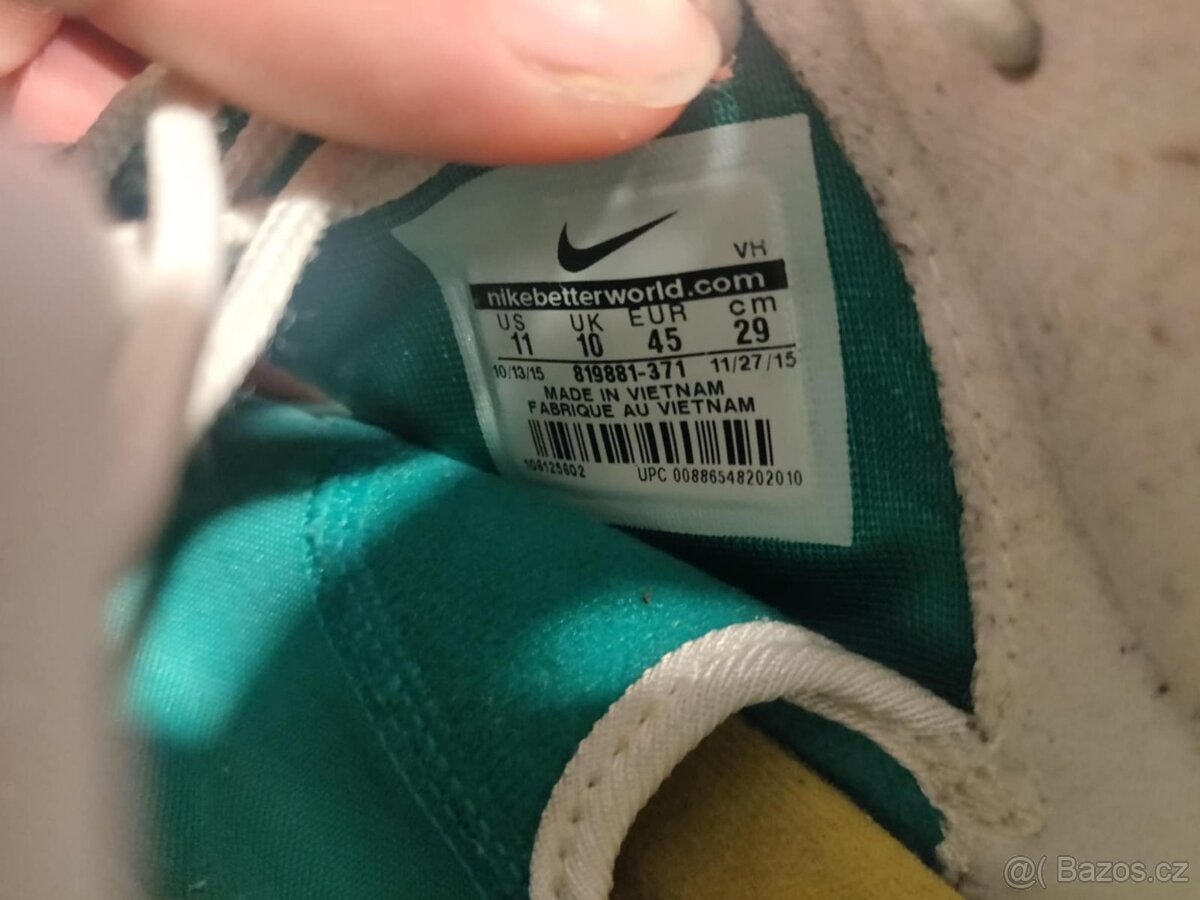 VR
nikebetterworld.com
US UK EUR cm
11 10 45 29
10/13/15 819881-371 11/27/15
MADE IN VIETNAM
FABRIQUE AU VIETNAM
106125602 UPC 00886548202010
@( Bazos.cz